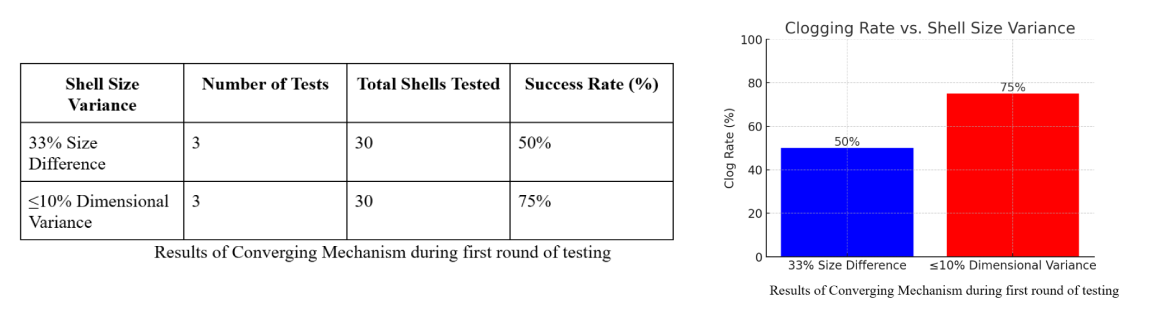 Shell Size Variance
Number of Tests
Total Shells Tested
Success Rate (%)
33% Size Difference
3
30
50%
≤10% Dimensional Variance
3
30
75%
Results of Converging Mechanism during first round of testing
Clogging Rate vs. Shell Size Variance
100
80
60
40
20
0
Clog Rate (%)
50%
75%
33% Size Difference
≤10% Dimensional Variance
Results of Converging Mechanism during first round of testing